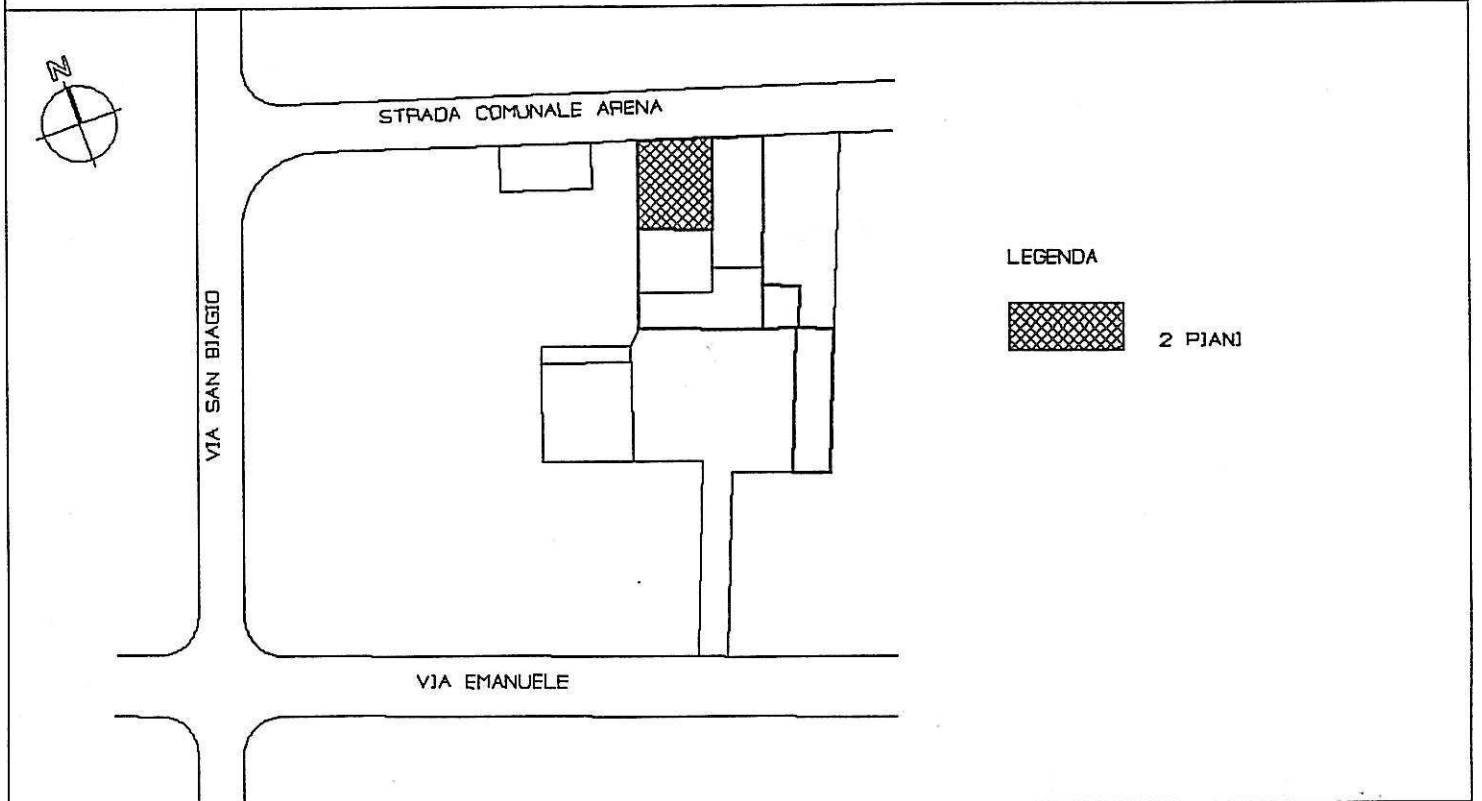 N
STRADA COMUNALE ARENA
VIA SAN BIAGIO
LEGENDA
2 PIANI
VIA EMANUELE